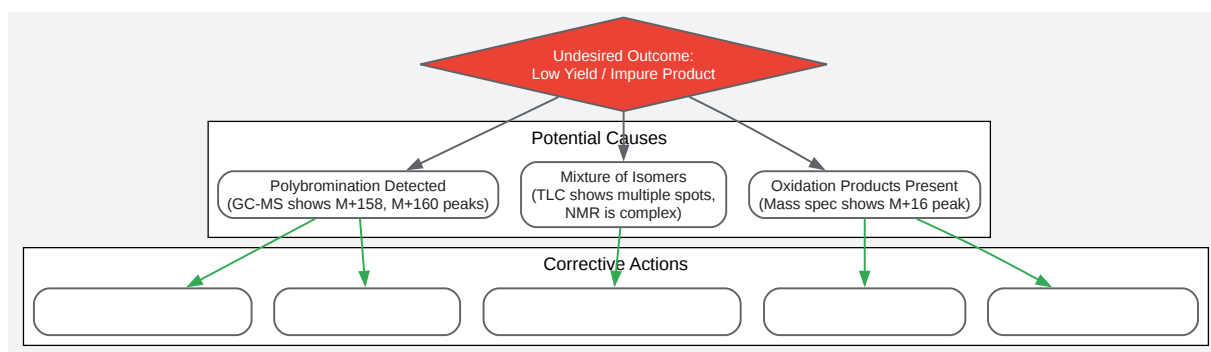 Undesired Outcome:
Low Yield / Impure Product
Potential Causes
Polybromination Detected
(GC-MS shows M+158, M+160 peaks)
Mixture of Isomers
(TLC shows multiple spots,
NMR is complex)
Oxidation Products Present
(Mass spec shows M+16 peak)
Corrective Actions